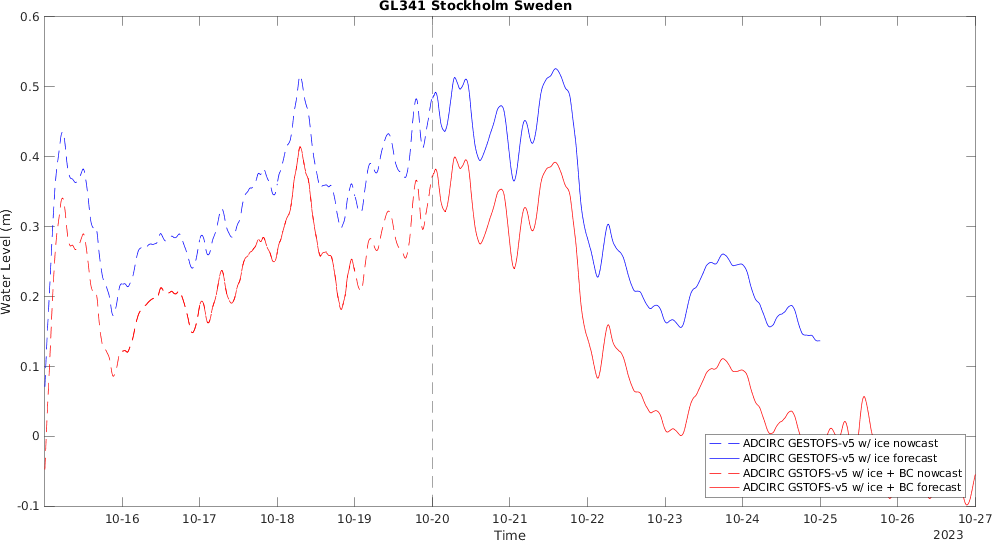 GL341 Stockholm Sweden
0.6
0.5
0.4
0.3
0.2
0.1
0
-0.1
Water Level (m)
ADCIRC GESTOFS-v5 w/ ice nowcast
ADCIRC GESTOFS-v5 w/ ice forecast
ADCIRC GSTOFS-v5 w/ ice + BC nowcast
ADCIRC GSTOFS-v5 w/ ice + BC forecast
10-16 10-17 10-18 10-19 10-20 10-21 10-22 10-23 10-24 10-25 10-26 10-27
Time
2023